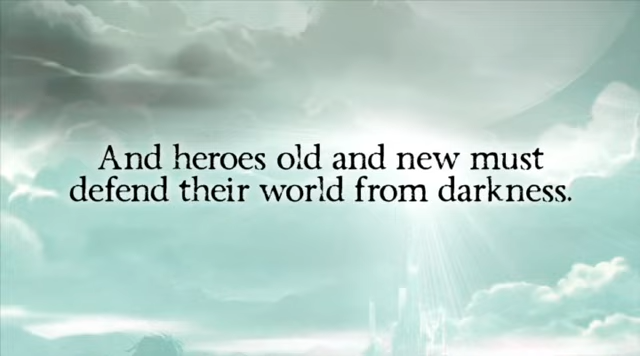 And heroes old and new must
defend their world from darkness.